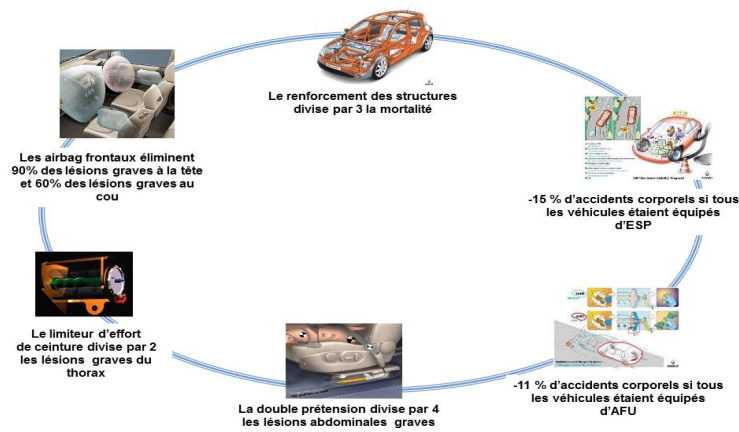 Le renforcement des structures
divise par 3 la mortalité
Les airbag frontaux éliminent
90% des lésions graves à la tête
et 60% des lésions graves au
cou
-15 % d'accidents corporels si tous
les véhicules étaient équipés
d'ESP
Le limiteur d'effort
de ceinture divise par 2
les lésions graves du
thorax
-11 % d'accidents corporels si tous
les véhicules étaient équipés
d'AFU
La double prétension divise par 4
les lésions abdominales graves